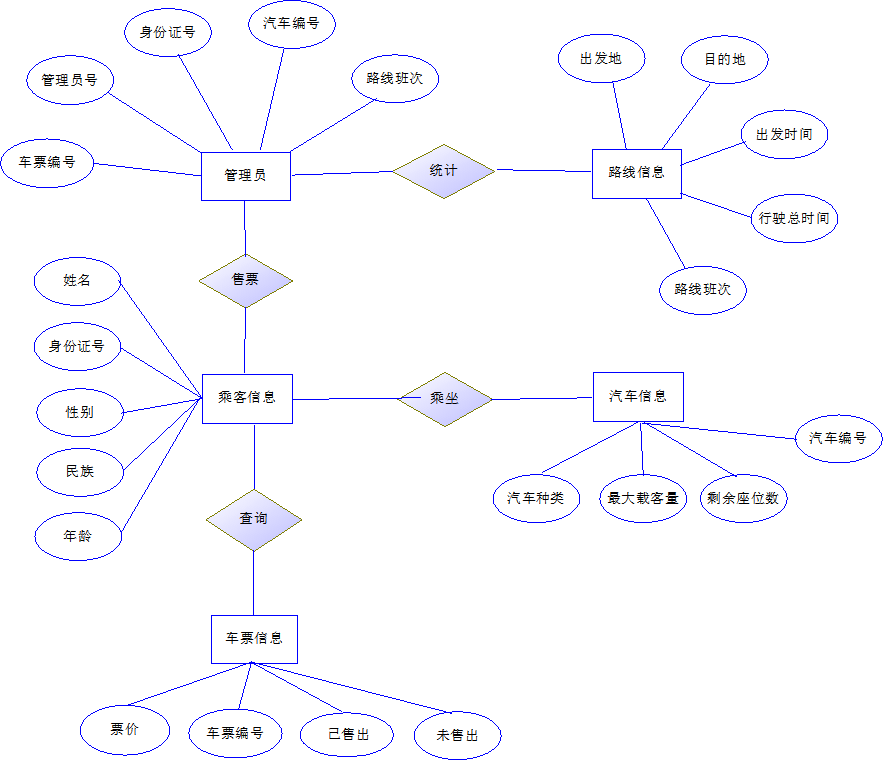 汽车编号
身份证号
出发地
目的地
管理员号
路线班次
出发时间
车票编号
管理员
统计
路线信息
行驶总时间
姓名
售票
路线班次
身份证号
乘客信息
乘坐
汽车信息
性别
汽车编号
民族
汽车种类
最大载客量
剩余座位数
查询
年龄
车票信息
票价
车票编号
已售出
未售出